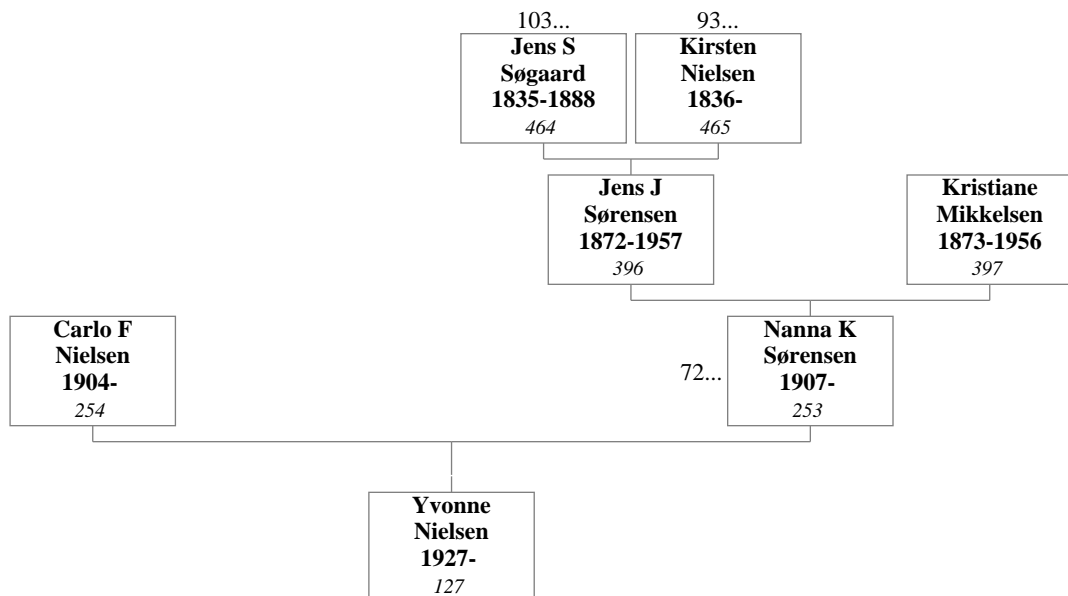 103...
93...
Jens S
Søgaard
1835-1888
464
Kirsten
Nielsen
1836-
465
Jens J
Sørensen
1872-1957
396
Kristiane
Mikkelsen
1873-1956
397
Carlo F
Nielsen
1904-
254
72...
Nanna K
Sørensen
1907-
253
Yvonne
Nielsen
1927-
127